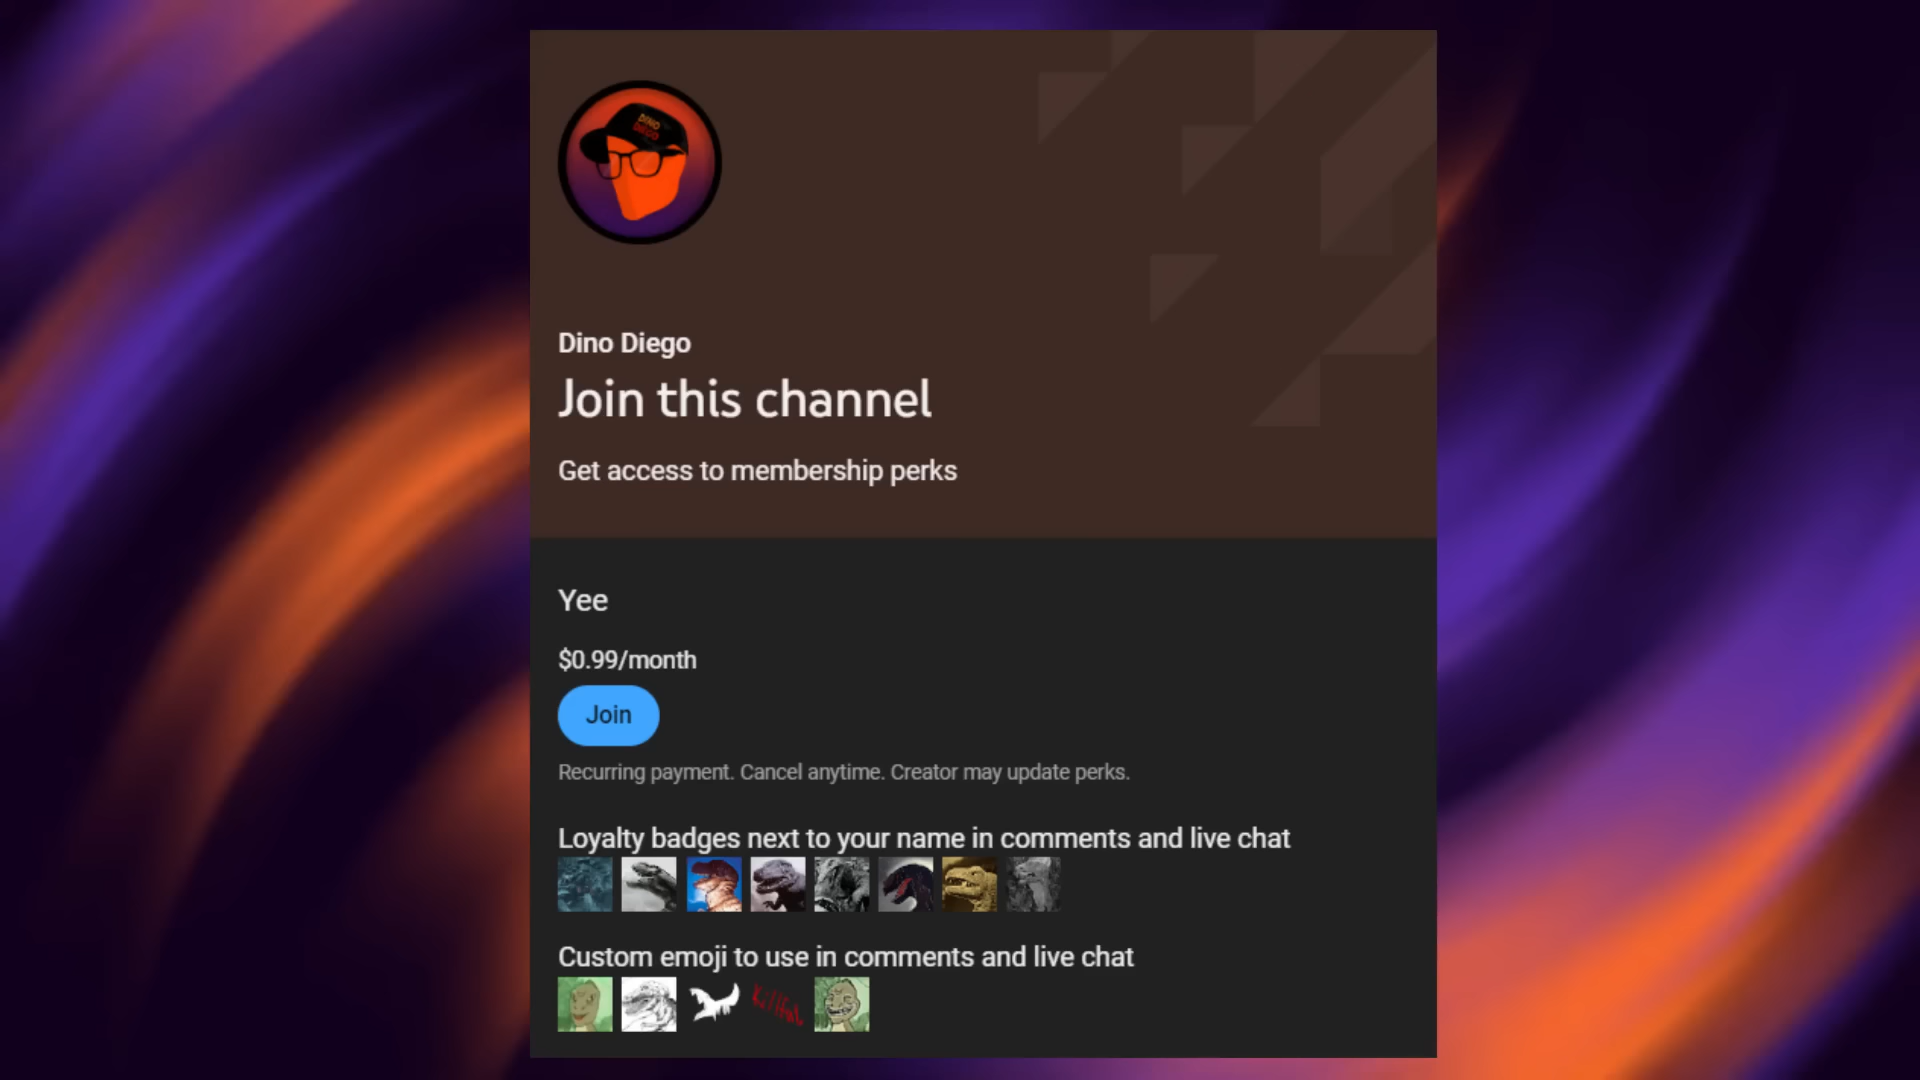 DINO
DIEGO
Dino Diego
Join this channel
Get access to membership perks
Yee
$0.99/month
Join
Recurring payment. Cancel anytime. Creator may update perks.
Loyalty badges next to your name in comments and live chat
Custom emoji to use in comments and live chat